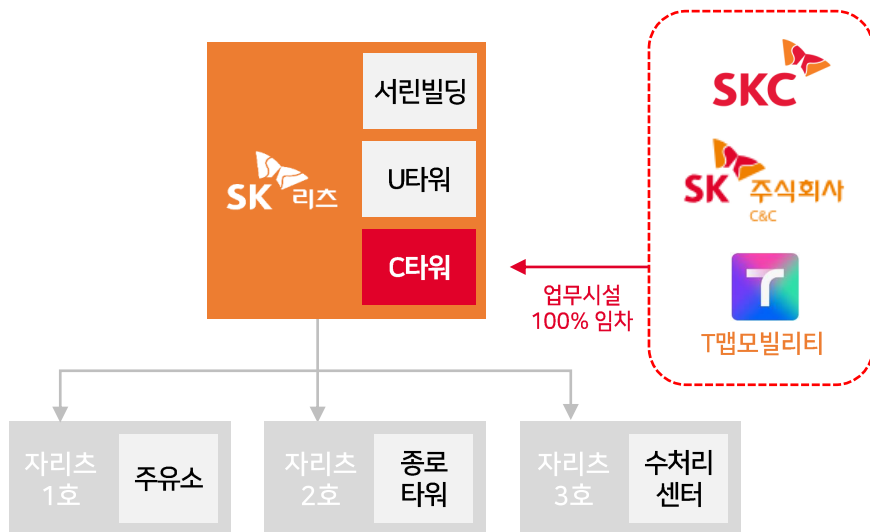 서린빌딩
SK 리츠
U타워
C타워
SKC
SK 주식회사
C&C
T
T맵모빌리티
업무시설
100% 임차
자리츠
1호
주유소
자리츠
2호
종로
타워
자리츠
3호
수처리
센터